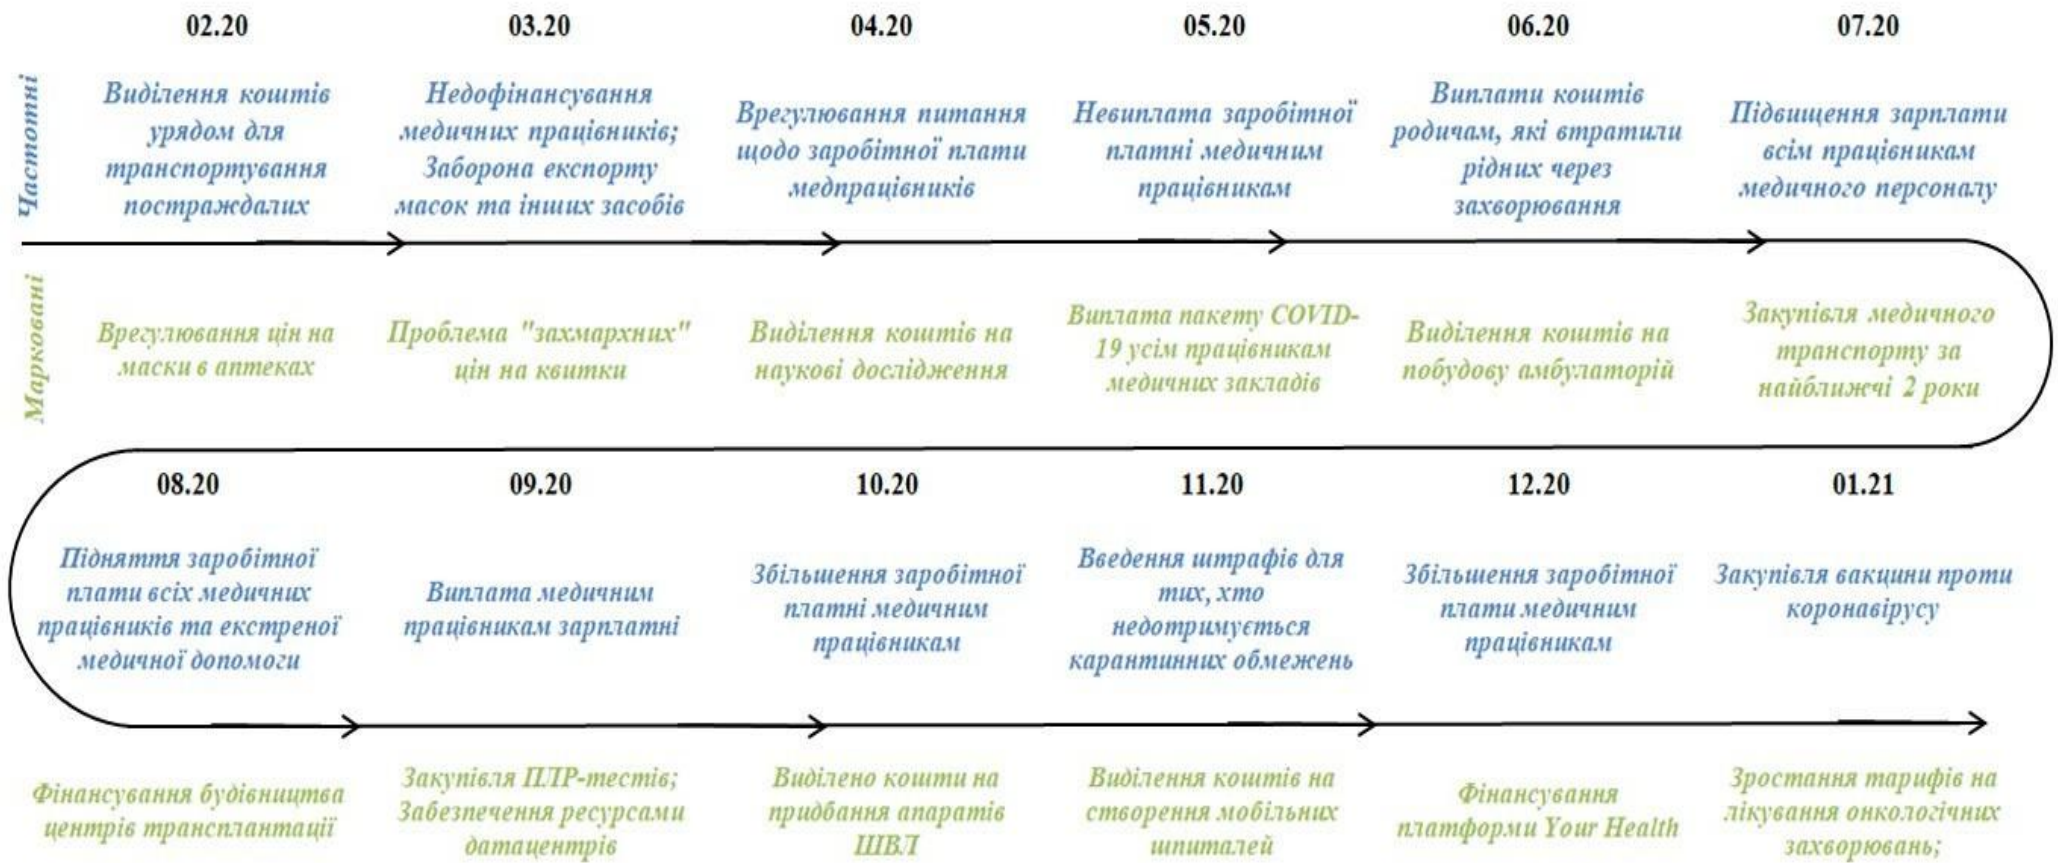 02.20
03.20
04.20
05.20
06.20
07.20
Частотні
Виділення коштів
урядом для
транспортування
постраждалих
Недофінансування
медичних працівників;
Заборона експорту
масок та інших засобів
Врегулювання питання
щодо заробітної плати
медпрацівників
Невиплата заробітної
платні медичним
працівникам
Виплати коштів
родичам, які втратили
рідних через
захворювання
Підвищення зарплати
всім працівникам
медичного персоналу
Марковані
Врегулювання цін на
маски в аптеках
Проблема "захмархних"
цін на квитки
Виділення коштів на
наукові дослідження
Виплата пакету COVID-
19 усім працівникам
медичних закладів
Виділення коштів на
побудову амбулаторій
Закупівля медичного
транспорту за
найближчі 2 роки
08.20
09.20
10.20
11.20
12.20
01.21
Підняття заробітної
плати всіх медичних
працівників та екстреної
медичної допомоги
Виплата медичним
працівникам зарплатні
Збільшення заробітної
платні медичним
працівникам
Введення штрафів для
тих, хто
недотримується
карантинних обмежень
Збільшення заробітної
плати медичним
працівникам
Закупівля вакцини проти
коронавірусу
Фінансування будівництва
центрів трансплантації
Закупівля ПЛР-тестів;
Забезпечення ресурсами
датацентрів
Виділено кошти на
придбання апаратів
ШВЛ
Виділення коштів на
створення мобільних
шпиталей
Фінансування
платформи Your Health
Зростання тарифів на
лікування онкологічних
захворювань;